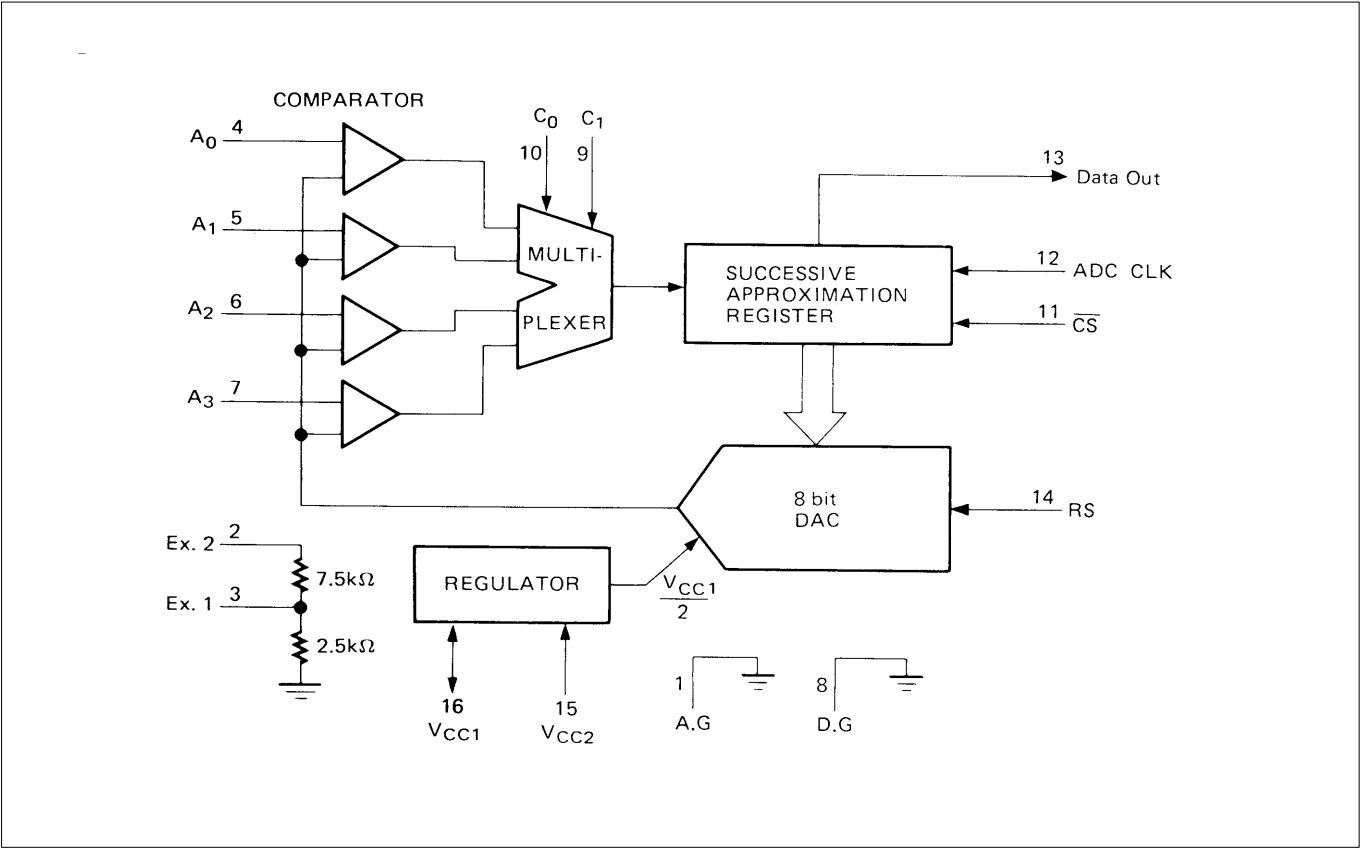 COMPARATOR
A0 4
A1 5
A2 6
A3 7
C0 C1
10 9
MULTI-
PLEXER
13 Data Out
12 ADC CLK
11 C̅S̅
SUCCESSIVE
APPROXIMATION
REGISTER
8 bit
DAC
14 RS
Ex. 2 2
7.5kΩ
Ex. 1 3
2.5kΩ
REGULATOR
VCC1
2
16
VCC1
15
VCC2
1
A.G
8
D.G